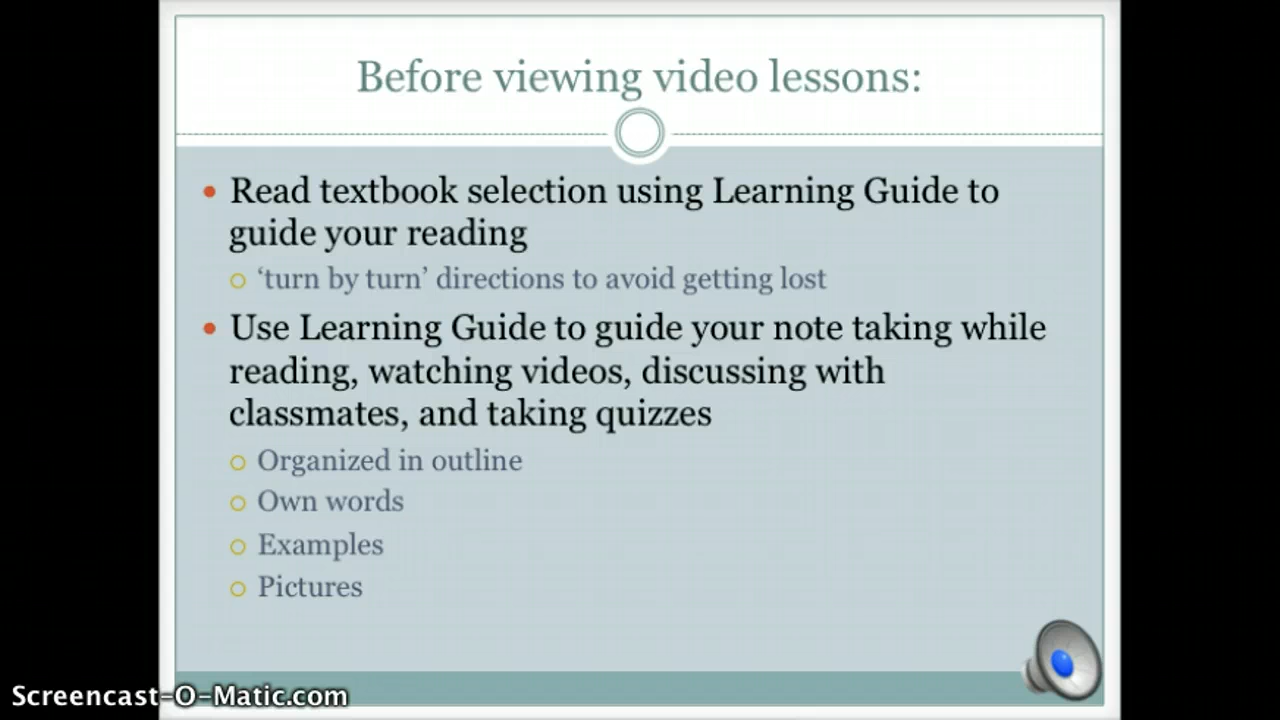 Before viewing video lessons:
Read textbook selection using Learning Guide to
guide your reading
‘turn by turn’ directions to avoid getting lost
Use Learning Guide to guide your note taking while
reading, watching videos, discussing with
classmates, and taking quizzes
Organized in outline
Own words
Examples
Pictures
Screencast-O-Matic.com